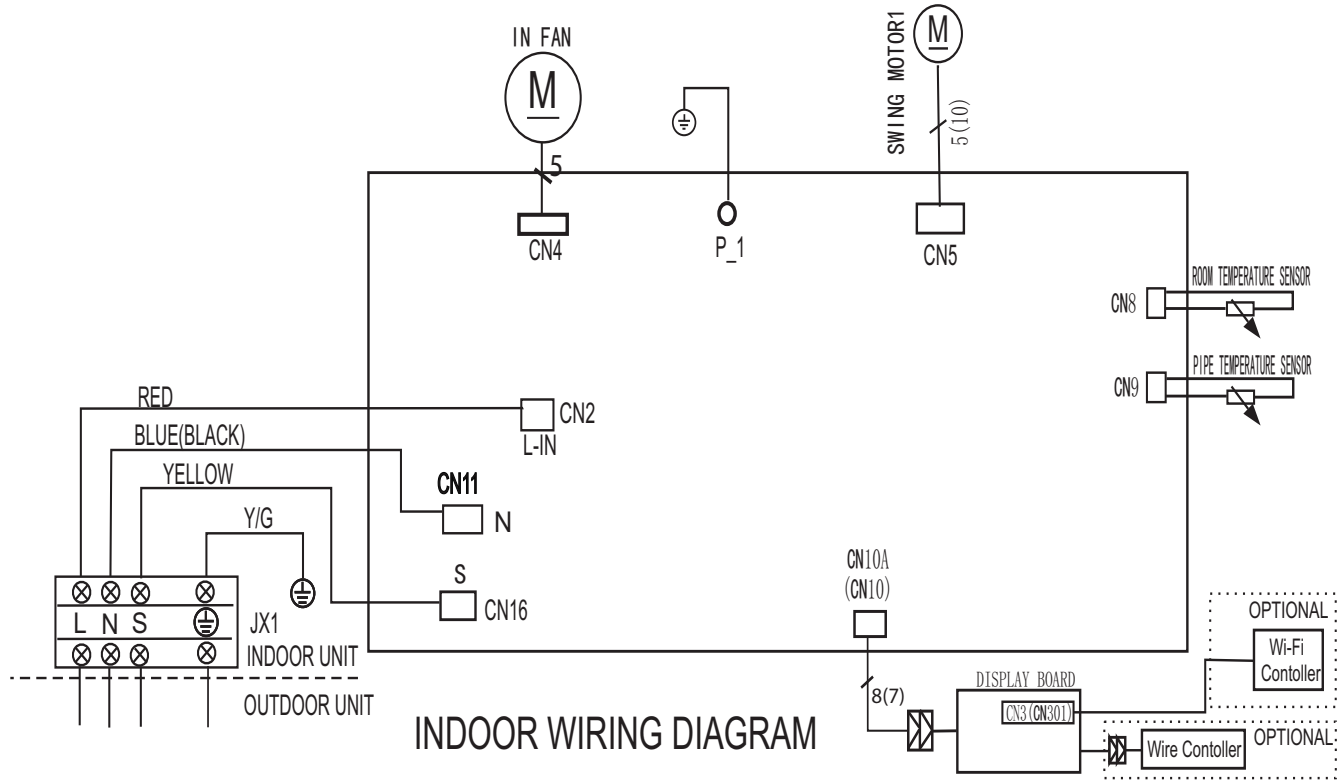 IN FAN
M
5
CN4
P_1
SWING MOTOR1
M
5(10)
CN5
CN8
ROOM TEMPERATURE SENSOR
CN9
PIPE TEMPERATURE SENSOR
RED
CN2
L-IN
BLUE(BLACK)
CN11
N
YELLOW
Y/G
S
CN16
L N S
JX1
INDOOR UNIT
OUTDOOR UNIT
CN10A
(CN10)
8(7)
DISPLAY BOARD
CN3(CN301)
OPTIONAL
Wi-Fi
Contoller
Wire Contoller
OPTIONAL
INDOOR WIRING DIAGRAM